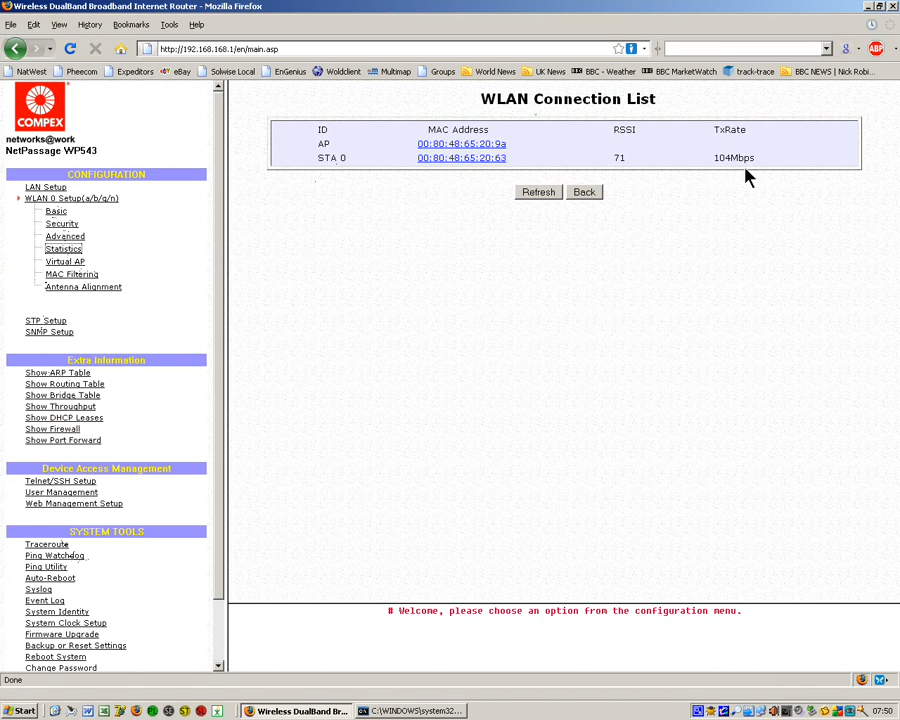 Wireless DualBand Broadband Internet Router - Mozilla Firefox
File Edit View History Tools Help
http://192.168.168.1/en/main.asp
NatWest Pheecom Expeditors eBay Solwise Local EnGenius Worldclient Multimap Groups World News UK News BBC - Weather BBC MarketWatch track-trace BBC NEWS | Nick Robi...
COMPEX
networks@work
NetPassage WP543
CONFIGURATION
LAN Setup
WLAN 0 Setup(a/b/g/n)
Basic
Security
Advanced
Statistics
Virtual AP
MAC Filtering
Antenna Alignment
STP Setup
SNMP Setup
Extra Information
Show ARP Table
Show Routing Table
Show Bridge Table
Show Throughput
Show DHCP Leases
Show Firewall
Show Port Forward
Device Access Management
Telnet/SSH Setup
User Management
Web Management Setup
SYSTEM TOOLS
Traceroute
Ping Watchdog
Ping Utility
Auto-Reboot
Syslog
Event Log
System Identity
System Clock Setup
Firmware Upgrade
Backup or Reset Settings
Reboot System
Change Password
WLAN Connection List
ID MAC Address RSSI TxRate
AP 00:80:48:65:20:9a
STA 0 00:80:48:65:20:63 71 104Mbps
Refresh Back
# Welcome, please choose an option from the configuration menu.
Done
Start Wireless DualBand Br... C:\WINDOWS\system32... 07:50